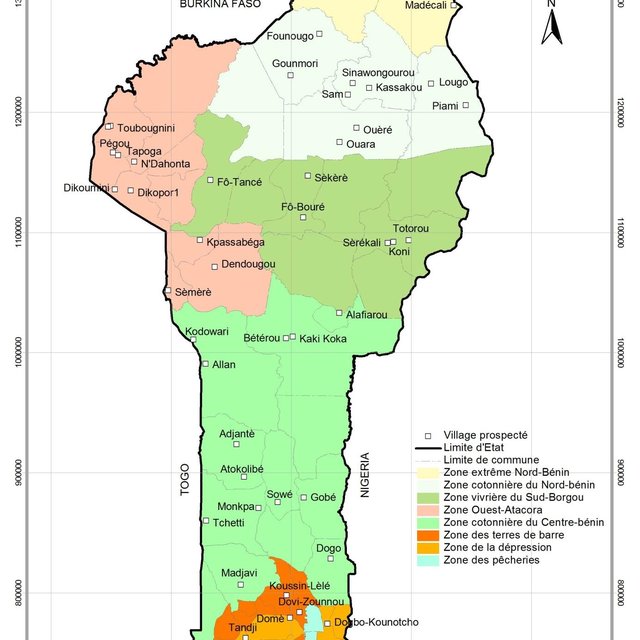 BURKINA FASO
Madécali
N
Founougo
Gounmori
Sinawongourou
Kassakou
Lougo
Sam
Piami
1200000
1200000
Toubougnini
Ouèrè
Pégou
Tapoga
Ouara
N'Dahonta
Dikoumini
Dikopor1
Fô-Tancé
Sèkèrè
Fô-Bouré
1100000
1100000
Totorou
Kpassabéga
Sèrékali
Koni
Dendougou
Sèmèrè
Alafiarou
Kodowari
Bétérou
Kaki Koka
1000000
1000000
Allan
Adjantè
Village prospecté
Limite d'Etat
Limite de commune
Atokolibé
TOGO
NIGERIA
Zone extrême Nord-Bénin
900000
900000
Zone cotonnière du Nord-bénin
Sowé
Gobé
Zone vivrière du Sud-Borgou
Monkpa
Zone Ouest-Atacora
Tchetti
Zone cotonnière du Centre-bénin
Zone des terres de barre
Dogo
Zone de la dépression
Zone des pêcheries
Madjavi
Koussin-Lèlé
800000
800000
Dovi-Zounnou
Domè
Dogbo-Kounotcho
Tandji